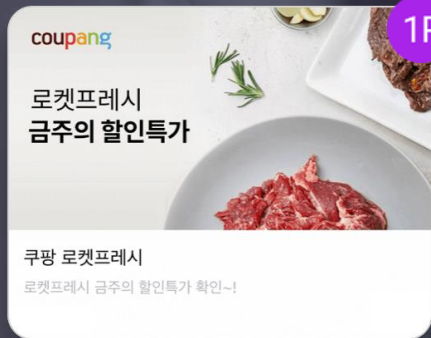 coupang
1P
로켓프레시
금주의 할인특가
쿠팡 로켓프레시
로켓프레시 금주의 할인특가 확인~!